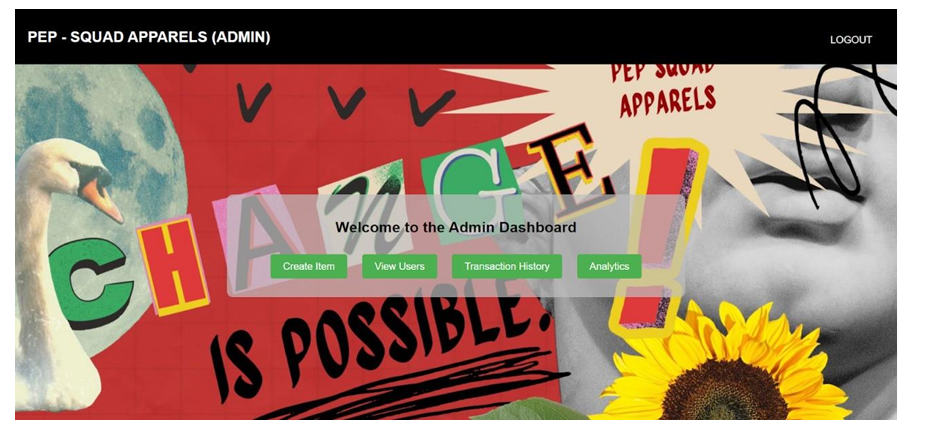 PEP - SQUAD APPARELS (ADMIN)
LOGOUT
PEP SQUAD
APPARELS
CHANGE!
Welcome to the Admin Dashboard
Create Item
View Users
Transaction History
Analytics
IS POSSIBLE.